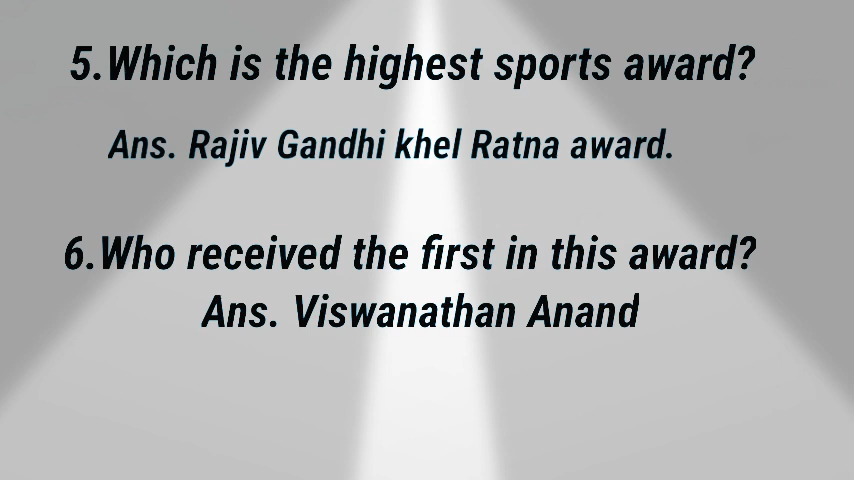 5.Which is the highest sports award?
Ans. Rajiv Gandhi khel Ratna award.
6.Who received the first in this award?
Ans. Viswanathan Anand